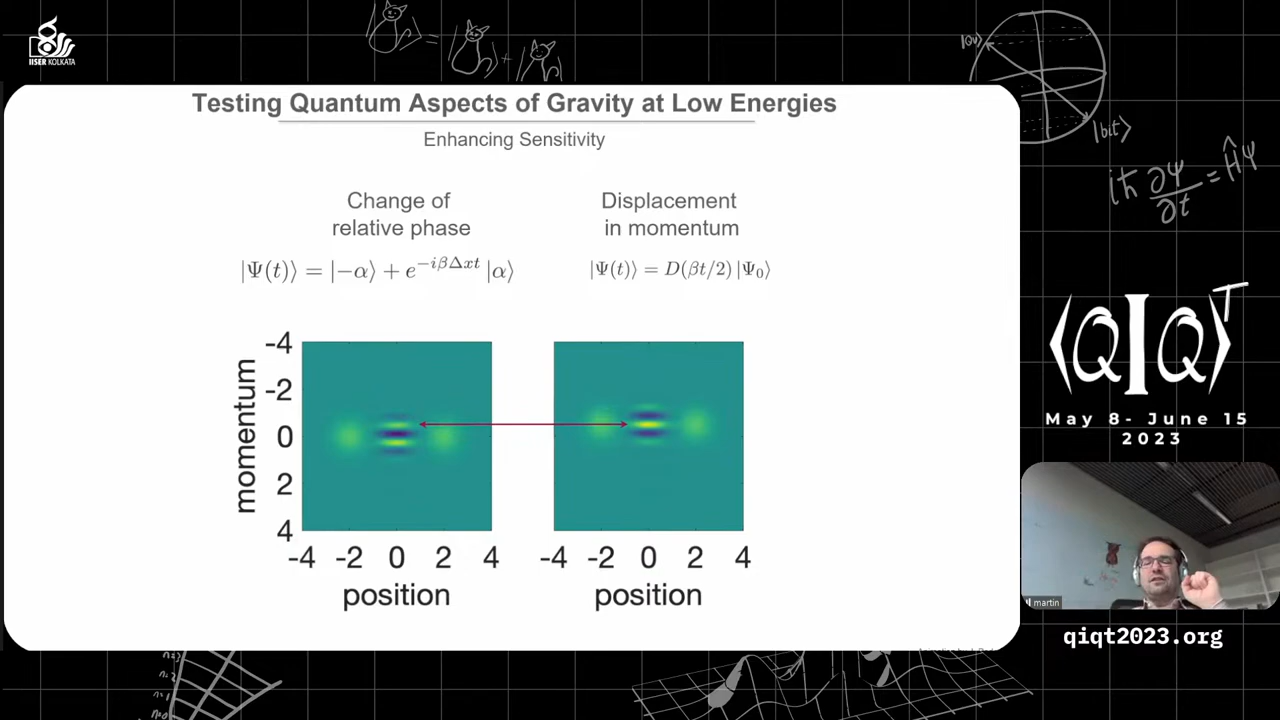 IISER KOLKATA
Testing Quantum Aspects of Gravity at Low Energies
Enhancing Sensitivity
Change of
relative phase
Displacement
in momentum
|Ψ(t)⟩ = |−α⟩ + e^{−iβΔxt} |α⟩
|Ψ(t)⟩ = D(βt/2) |Ψ₀⟩
momentum
-4
-2
0
2
4
-4 -2 0 2 4
-4 -2 0 2 4
position
position
iħ ∂Ψ/∂t = ĤΨ
⟨QIQ⟩T
May 8- June 15
2023
martin
qiqt2023.org